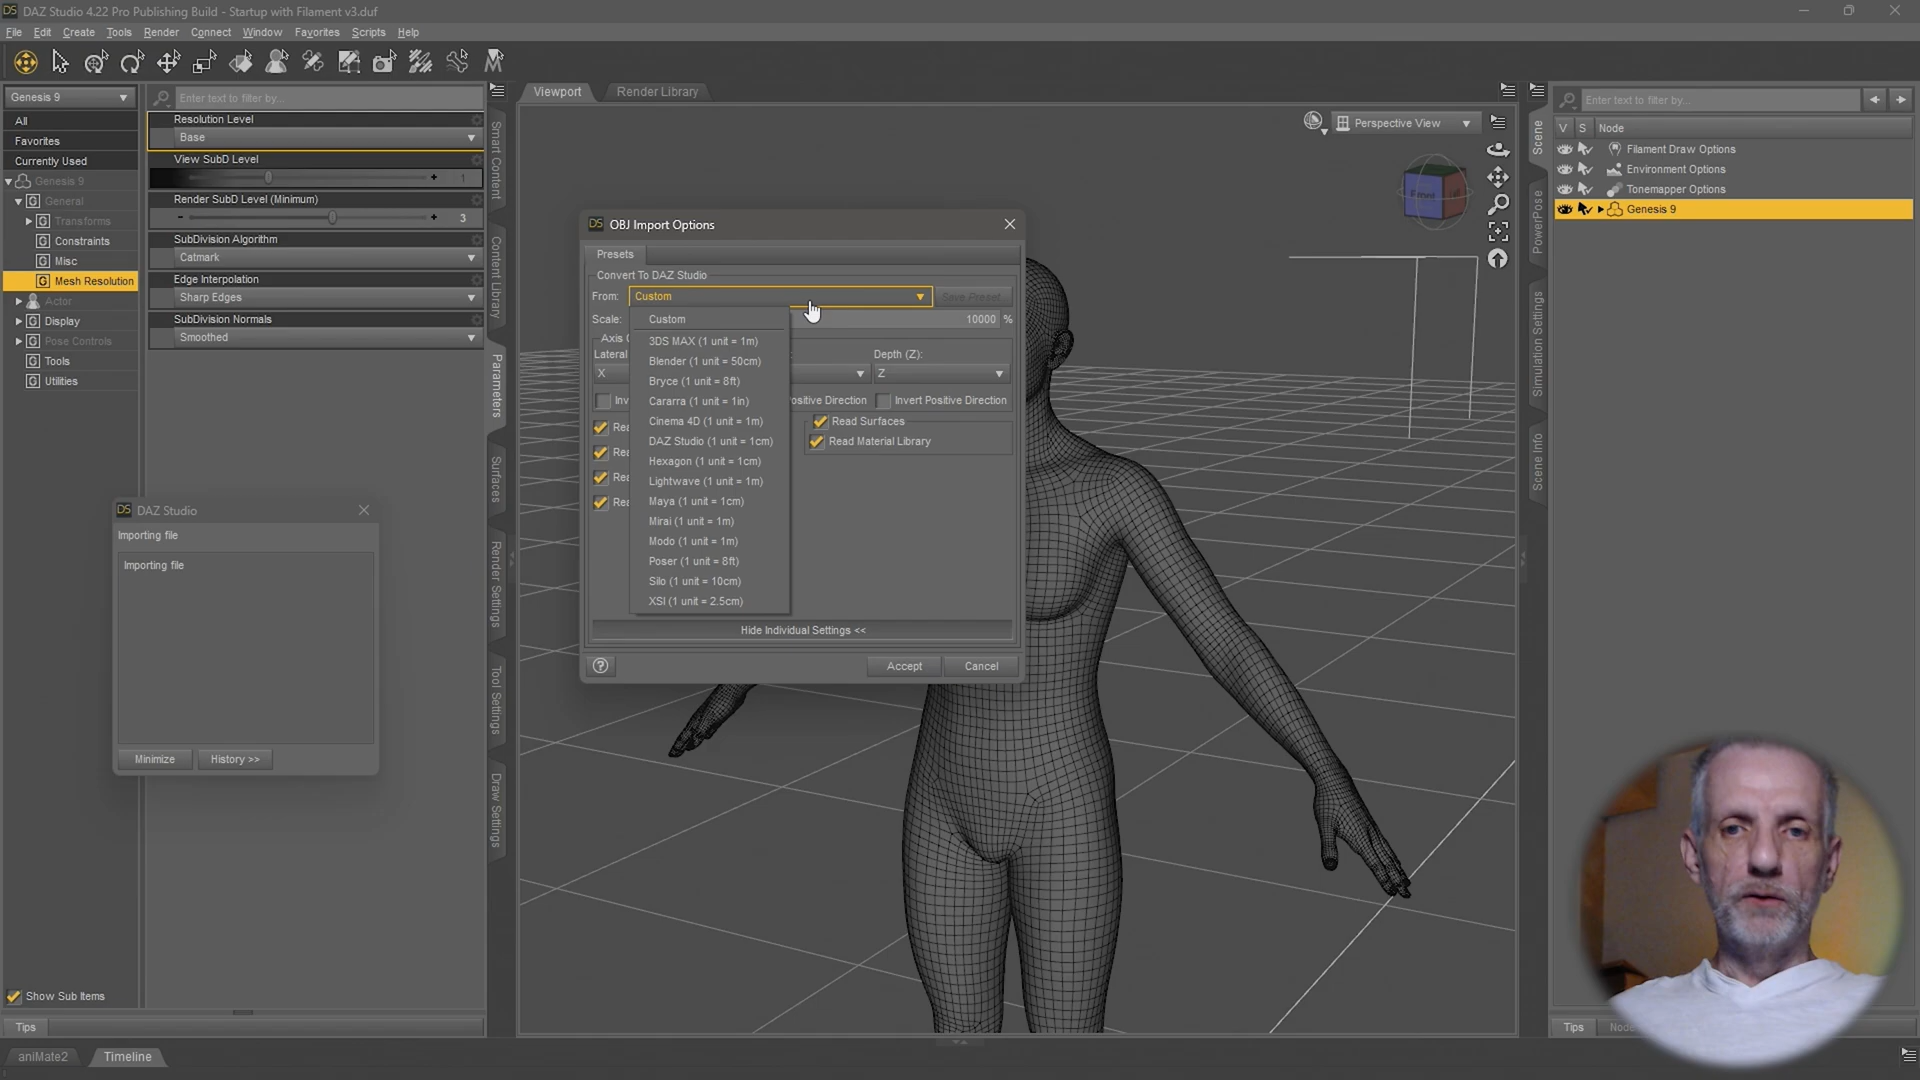 DAZ Studio 4.22 Pro Publishing Build - Startup with Filament v3.duf
File Edit Create Tools Render Connect Window Favorites Scripts Help
Genesis 9
Enter text to filter by...
All
Favorites
Currently Used
Genesis 9
General
Transforms
Constraints
Misc
Mesh Resolution
Actor
Display
Pose Controls
Tools
Utilities
Show Sub Items
Tips
Resolution Level
Base
View SubD Level
1
Render SubD Level (Minimum)
3
SubDivision Algorithm
Catmark
Edge Interpolation
Sharp Edges
SubDivision Normals
Smoothed
Smart Content
Content Library
Parameters
Surfaces
Render Settings
Tool Settings
Draw Settings
DAZ Studio
Importing file
Importing file
Minimize
History >>
aniMate2
Timeline
Viewport
Render Library
Perspective View
Front
OBJ Import Options
Presets
Convert To DAZ Studio
From: Custom
Save Preset...
Scale: 10000 %
Custom
3DS MAX (1 unit = 1m)
Blender (1 unit = 50cm)
Bryce (1 unit = 8ft)
Cararra (1 unit = 1in)
Cinema 4D (1 unit = 1m)
DAZ Studio (1 unit = 1cm)
Hexagon (1 unit = 1cm)
Lightwave (1 unit = 1m)
Maya (1 unit = 1cm)
Mirai (1 unit = 1m)
Modo (1 unit = 1m)
Poser (1 unit = 8ft)
Silo (1 unit = 10cm)
XSI (1 unit = 2.5cm)
Lateral
Depth (Z):
X
Z
Invert Positive Direction
Read Surfaces
Read Material Library
Hide Individual Settings <<
Accept
Cancel
Scene
PowerPose
Simulation Settings
Scene Info
Enter text to filter by...
V S Node
Filament Draw Options
Environment Options
Tonemapper Options
Genesis 9
Tips